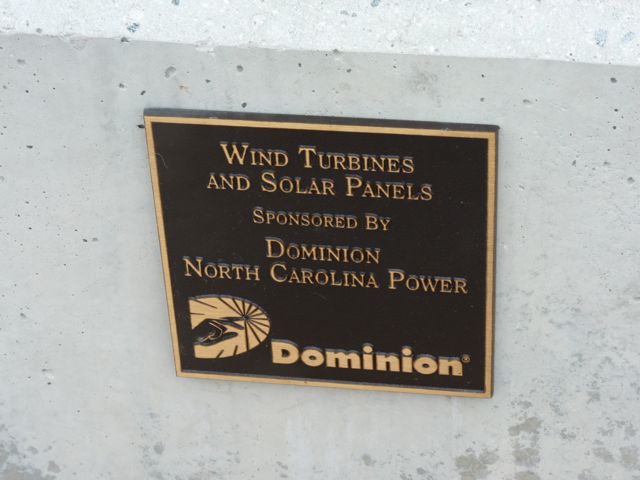 Wind Turbines
and Solar Panels
Sponsored By
Dominion
North Carolina Power
Dominion®